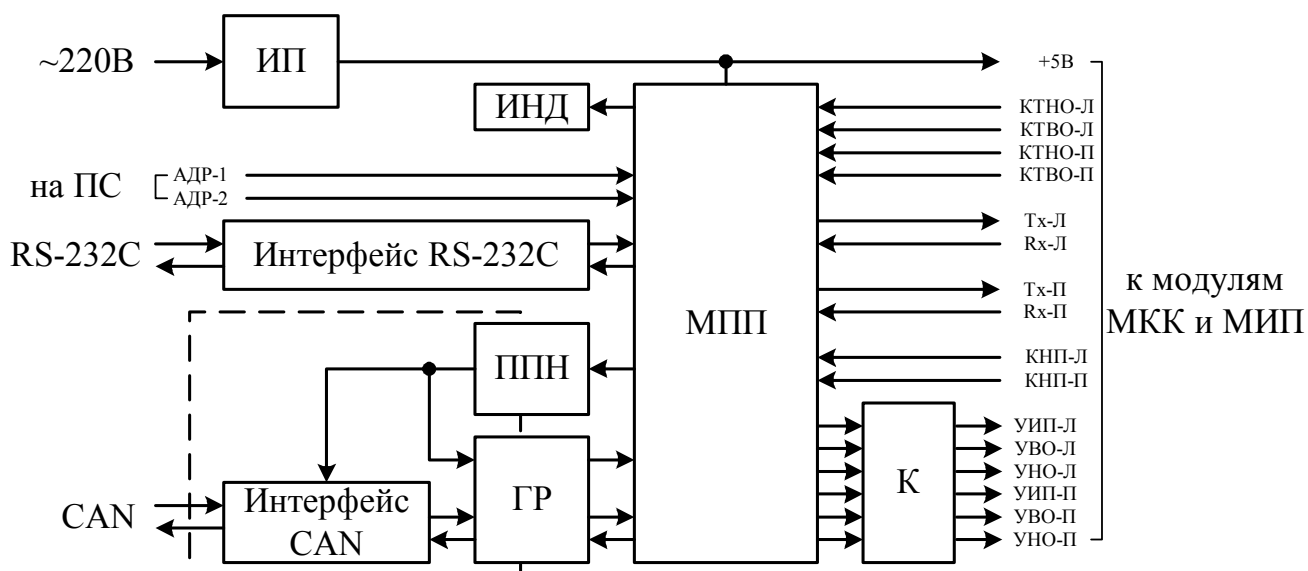 ~220В
ИП
+5В
ИНД
КТНО-Л
КТВО-Л
КТНО-П
КТВО-П
на ПС
АДР-1
АДР-2
RS-232C
Интерфейс RS-232C
Tx-Л
Rx-Л
Tx-П
Rx-П
МПП
к модулям
МКК и МИП
ППН
КНП-Л
КНП-П
УИП-Л
УВО-Л
УНО-Л
УИП-П
УВО-П
УНО-П
К
ГР
CAN
Интерфейс
CAN